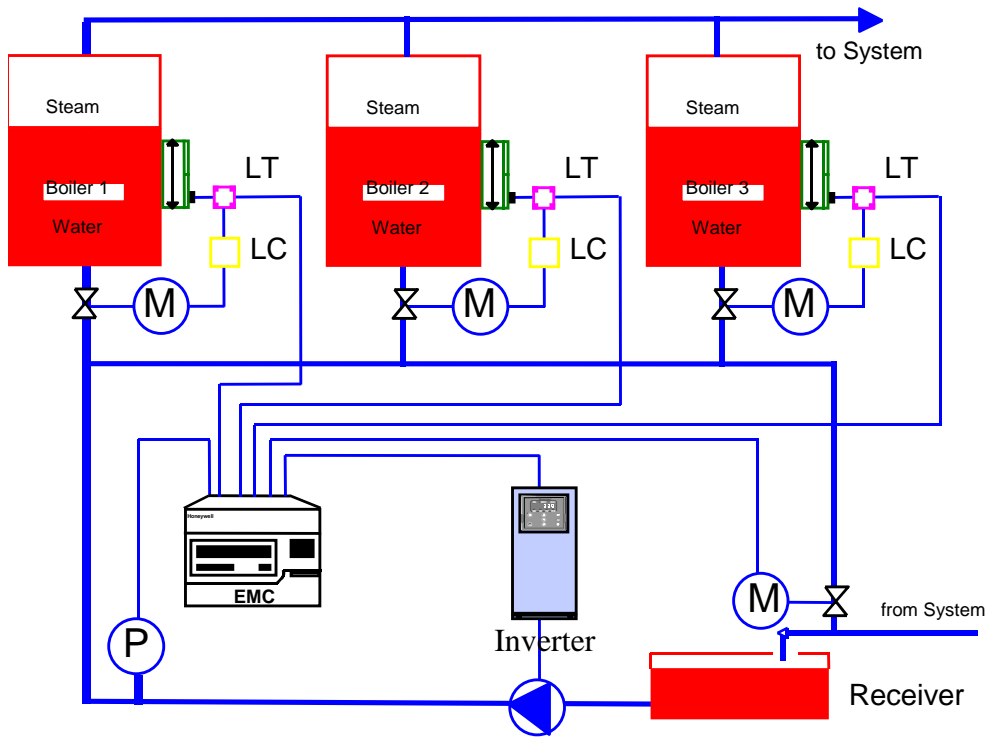 to System
Steam
Steam
Steam
LT
LT
LT
Boiler 1
Boiler 2
Boiler 3
Water
Water
Water
LC
LC
LC
M
M
M
Honeywell
EMC
Inverter
M
from System
P
Receiver